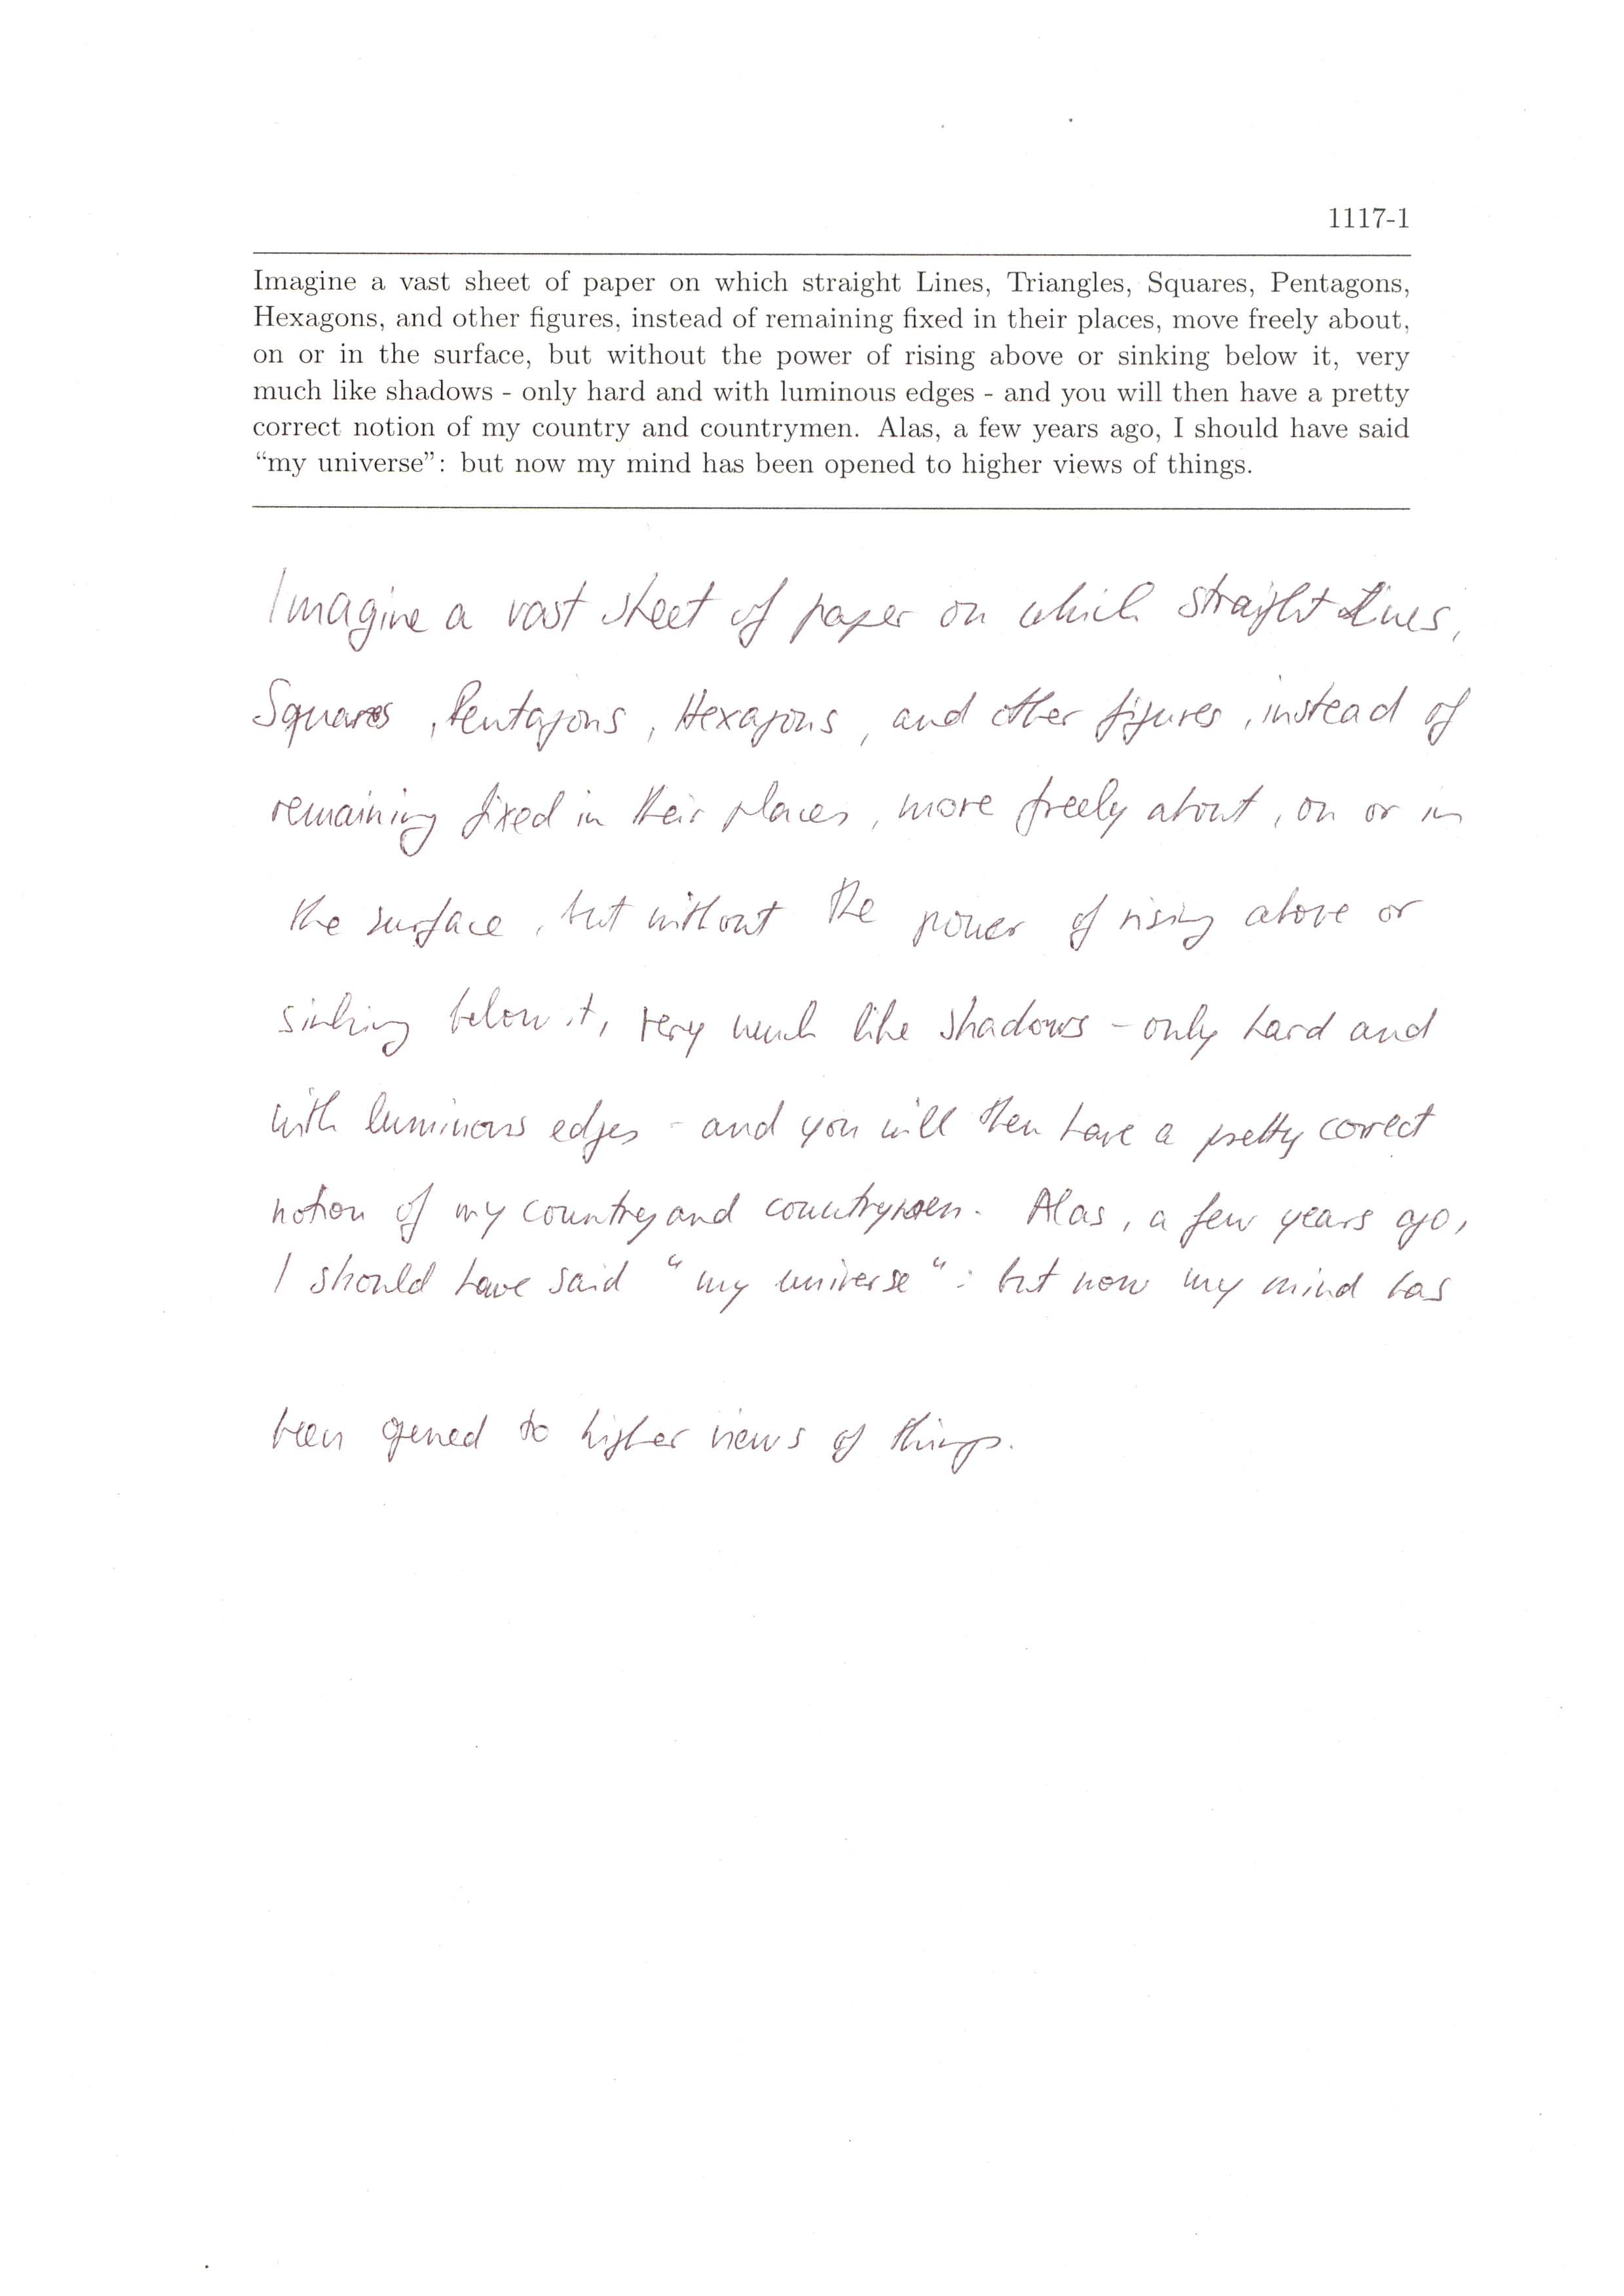 1117-1
Imagine a vast sheet of paper on which straight Lines, Triangles, Squares, Pentagons,
Hexagons, and other figures, instead of remaining fixed in their places, move freely about,
on or in the surface, but without the power of rising above or sinking below it, very
much like shadows - only hard and with luminous edges - and you will then have a pretty
correct notion of my country and countrymen. Alas, a few years ago, I should have said
“my universe”: but now my mind has been opened to higher views of things.
Imagine a vast sheet of paper on which straight Lines,
Squares, Pentagons, Hexagons, and other figures, instead of
remaining fixed in their places, move freely about, on or in
the surface, but without the power of rising above or
sinking below it, very much like shadows - only hard and
with luminous edges - and you will then have a pretty correct
notion of my country and countrymen. Alas, a few years ago,
I should have said “my universe“: but now my mind has
been opened to higher views of things.